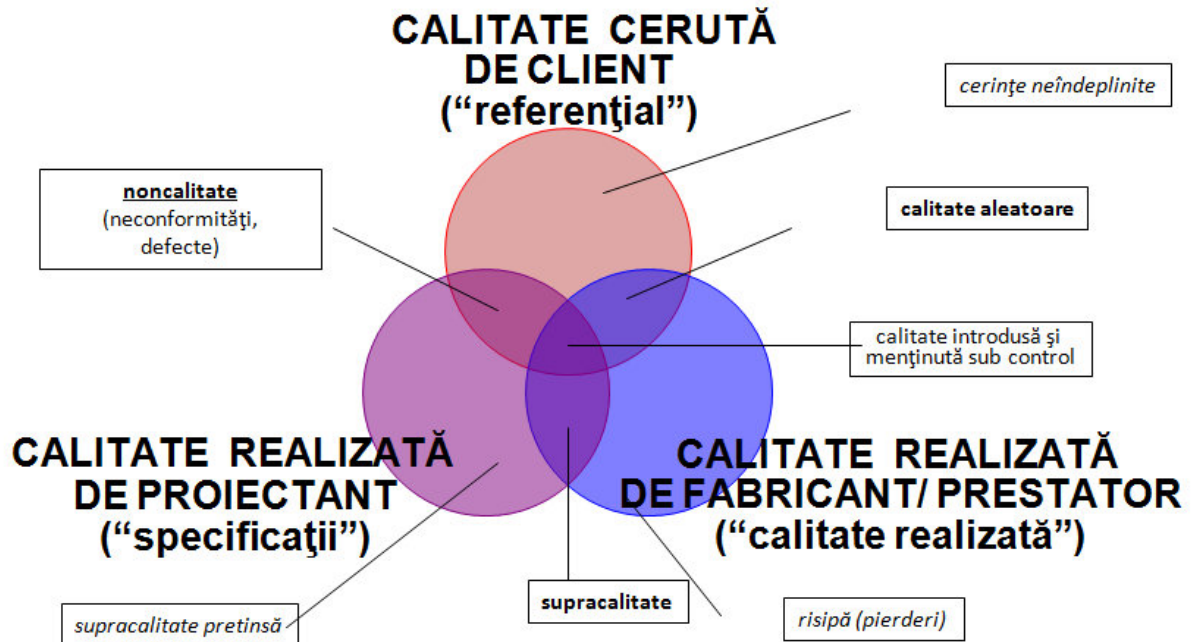 CALITATE CERUTĂ
DE CLIENT
(“referenţial”)
cerinţe neîndeplinite
noncalitate
(neconformităţi,
defecte)
calitate aleatoare
calitate introdusă şi
menţinută sub control
CALITATE REALIZATĂ
DE PROIECTANT
(“specificaţii”)
CALITATE REALIZATĂ
DE FABRICANT/ PRESTATOR
(“calitate realizată”)
supracalitate
supracalitate pretinsă
risipă (pierderi)